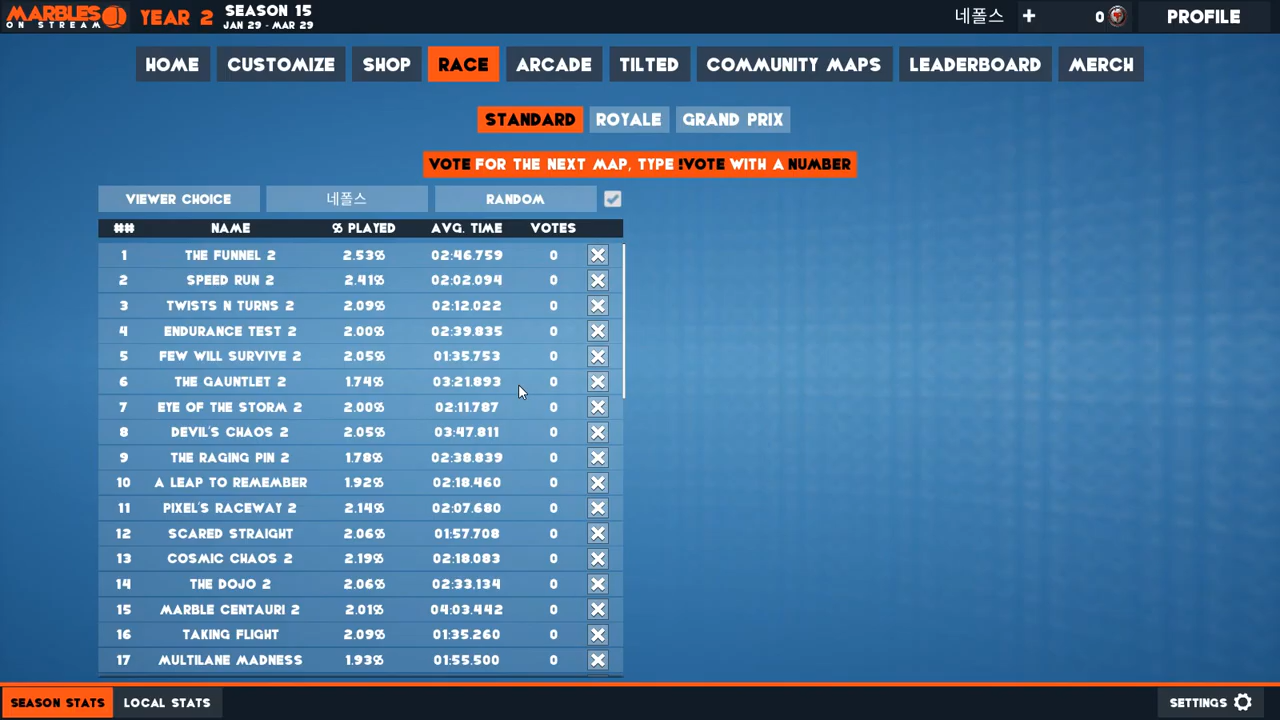 MARBLES
ON STREAM
YEAR 2
SEASON 15
JAN 29 - MAR 29
네폴스 + 0
PROFILE
HOME CUSTOMIZE SHOP RACE ARCADE TILTED COMMUNITY MAPS LEADERBOARD MERCH
STANDARD ROYALE GRAND PRIX
VOTE FOR THE NEXT MAP, TYPE !VOTE WITH A NUMBER
VIEWER CHOICE 네폴스 RANDOM
## NAME % PLAYED AVG. TIME VOTES
1 THE FUNNEL 2 2.53% 02:46.759 0
2 SPEED RUN 2 2.41% 02:02.094 0
3 TWISTS N TURNS 2 2.09% 02:12.022 0
4 ENDURANCE TEST 2 2.00% 02:39.835 0
5 FEW WILL SURVIVE 2 2.05% 01:35.753 0
6 THE GAUNTLET 2 1.74% 03:21.893 0
7 EYE OF THE STORM 2 2.00% 02:11.787 0
8 DEVIL'S CHAOS 2 2.05% 03:47.811 0
9 THE RAGING PIN 2 1.78% 02:38.839 0
10 A LEAP TO REMEMBER 1.92% 02:18.460 0
11 PIXEL'S RACEWAY 2 2.14% 02:07.680 0
12 SCARED STRAIGHT 2.06% 01:57.708 0
13 COSMIC CHAOS 2 2.19% 02:18.083 0
14 THE DOJO 2 2.06% 02:33.134 0
15 MARBLE CENTAURI 2 2.01% 04:03.442 0
16 TAKING FLIGHT 2.09% 01:35.260 0
17 MULTILANE MADNESS 1.93% 01:55.500 0
SEASON STATS LOCAL STATS
SETTINGS